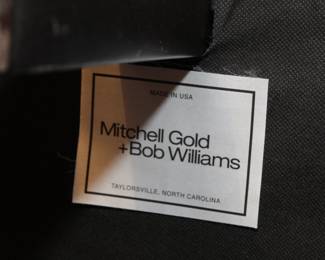 MADE IN USA
Mitchell Gold
+Bob Williams
TAYLORSVILLE, NORTH CAROLINA